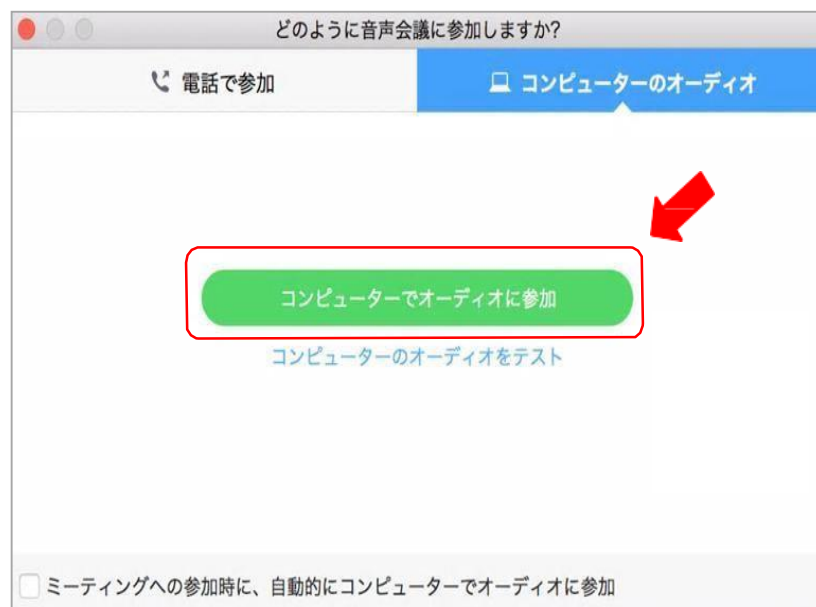 どのように音声会議に参加しますか?
電話で参加
コンピューターのオーディオ
コンピューターでオーディオに参加
コンピューターのオーディオをテスト
ミーティングへの参加時に、自動的にコンピューターでオーディオに参加